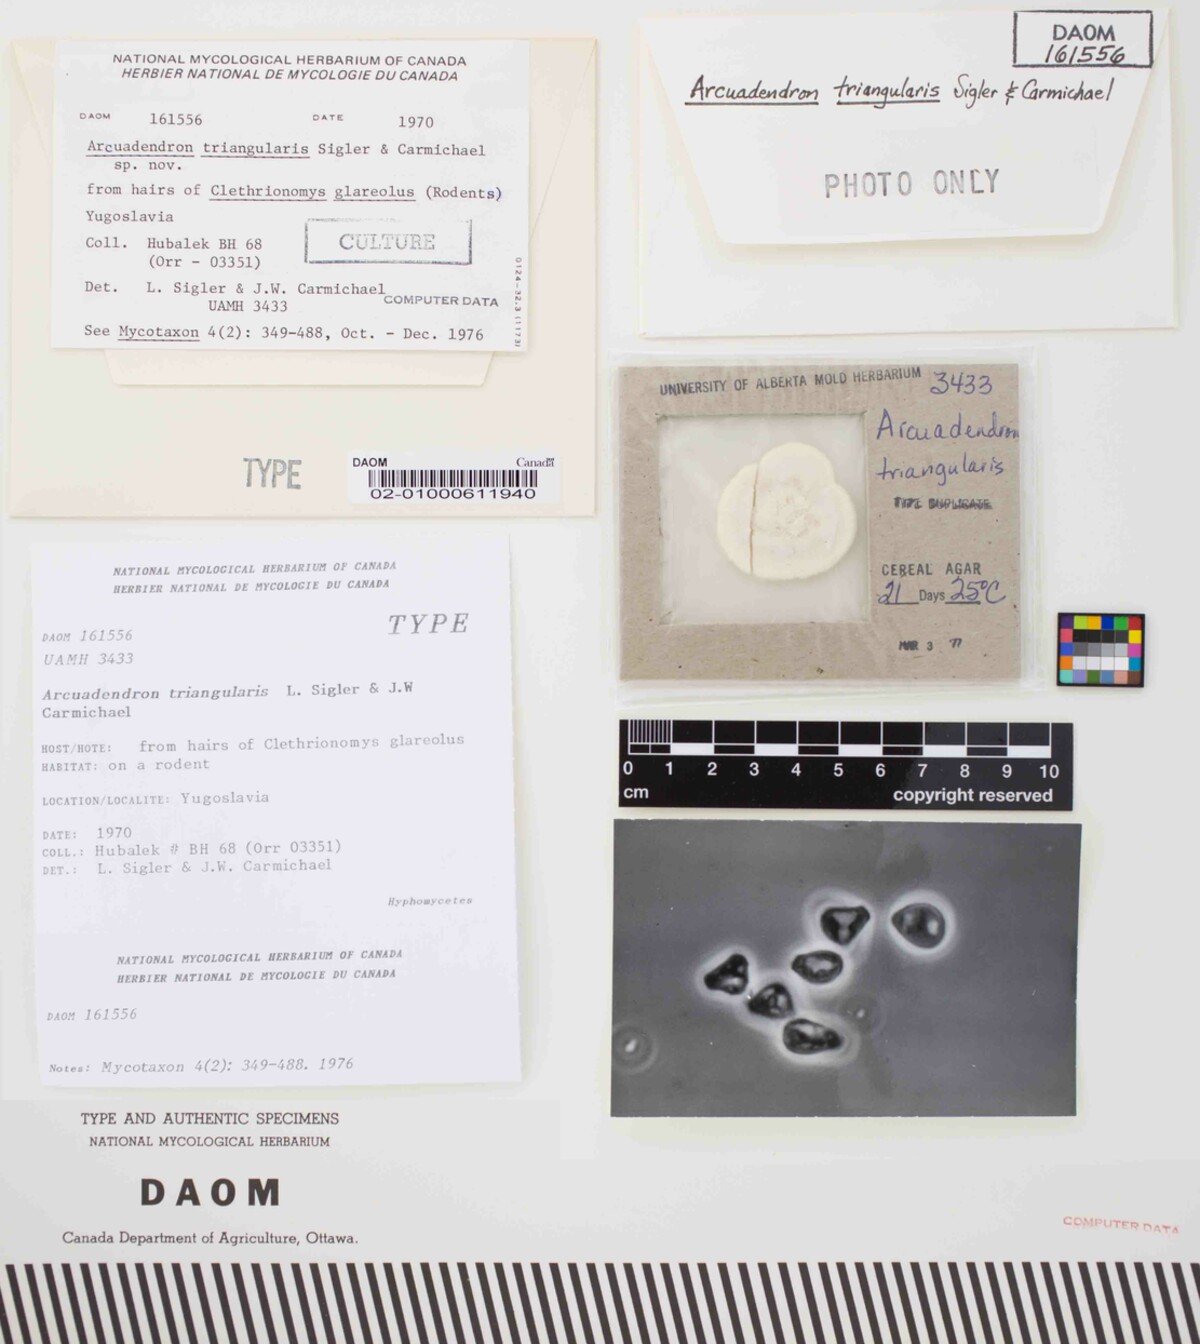 NATIONAL MYCOLOGICAL HERBARIUM OF CANADA
HERBIER NATIONAL DE MYCOLOGIE DU CANADA
DAOM 161556 DATE 1970
Arcuadendron triangularis Sigler & Carmichael
sp. nov.
from hairs of Clethrionomys glareolus (Rodents)
Yugoslavia
Coll. Hubalek BH 68
(Orr - 03351)
CULTURE
Det. L. Sigler & J.W. Carmichael
UAMH 3433
COMPUTER DATA
See Mycotaxon 4(2): 349-488, Oct. - Dec. 1976
TYPE
DAOM Canada
02-01000611940
DAOM
161556
Arcuadendron triangularis Sigler & Carmichael
PHOTO ONLY
UNIVERSITY OF ALBERTA MOLD HERBARIUM 3433
Arcuadendron
triangularis
TYPE DUPLICATE
CEREAL AGAR
21 Days 25°C
MAR 3 77
NATIONAL MYCOLOGICAL HERBARIUM OF CANADA
HERBIER NATIONAL DE MYCOLOGIE DU CANADA
TYPE
DAOM 161556
UAMH 3433
Arcuadendron triangularis L. Sigler & J.W
Carmichael
HOST/HOTE: from hairs of Clethrionomys glareolus
HABITAT: on a rodent
LOCATION/LOCALITE: Yugoslavia
DATE: 1970
COLL.: Hubalek # BH 68 (Orr 03351)
DET.: L. Sigler & J.W. Carmichael
Hyphomycetes
NATIONAL MYCOLOGICAL HERBARIUM OF CANADA
HERBIER NATIONAL DE MYCOLOGIE DU CANADA
DAOM 161556
Notes: Mycotaxon 4(2): 349-488. 1976
0 1 2 3 4 5 6 7 8 9 10
cm copyright reserved
TYPE AND AUTHENTIC SPECIMENS
NATIONAL MYCOLOGICAL HERBARIUM
DAOM
Canada Department of Agriculture, Ottawa.
COMPUTER DATA